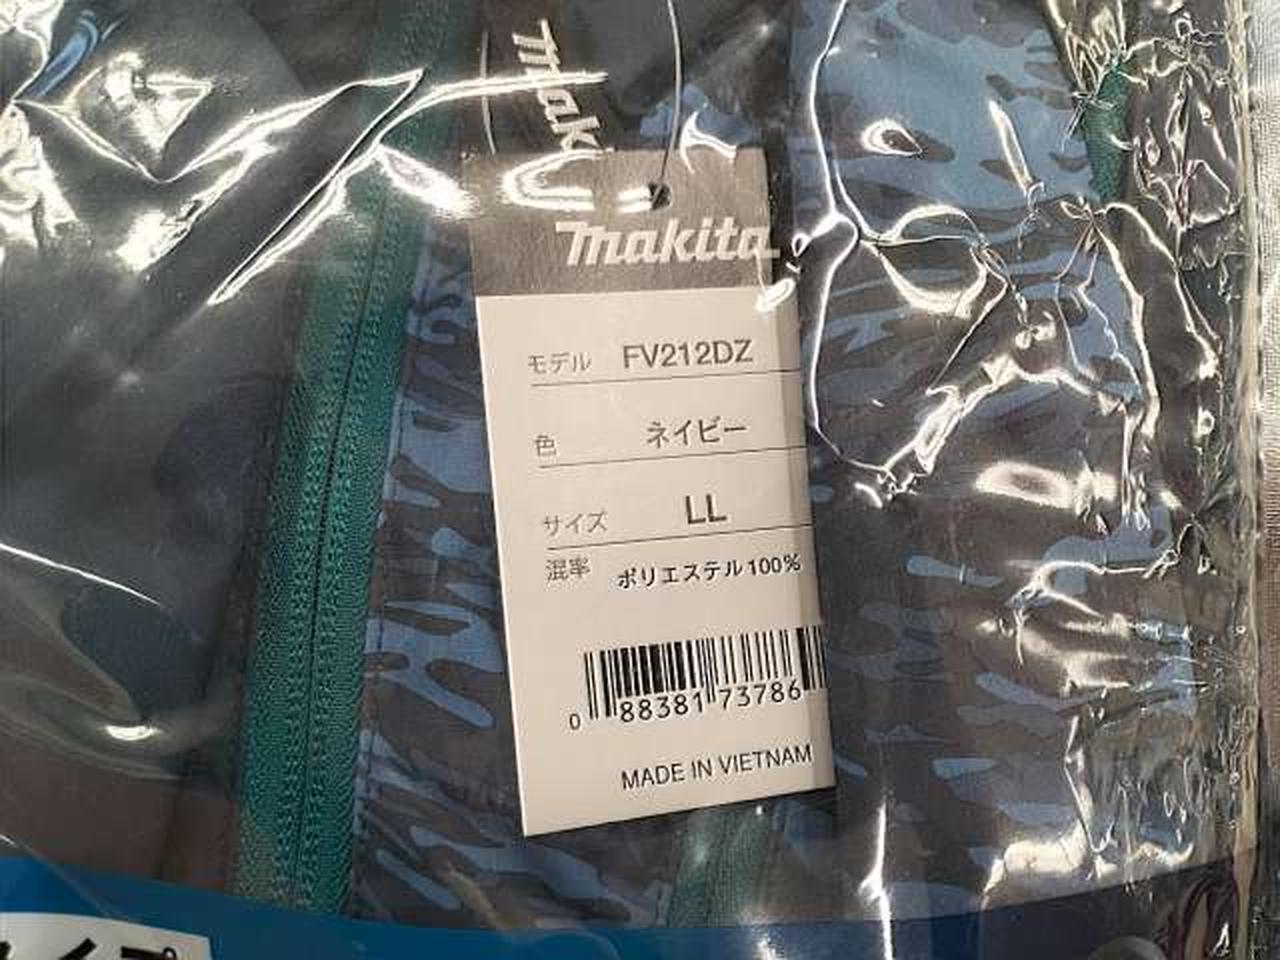 Makita
モデル FV212DZ
色 ネイビー
サイズ LL
混率 ポリエステル100%
0 88381 73786
MADE IN VIETNAM